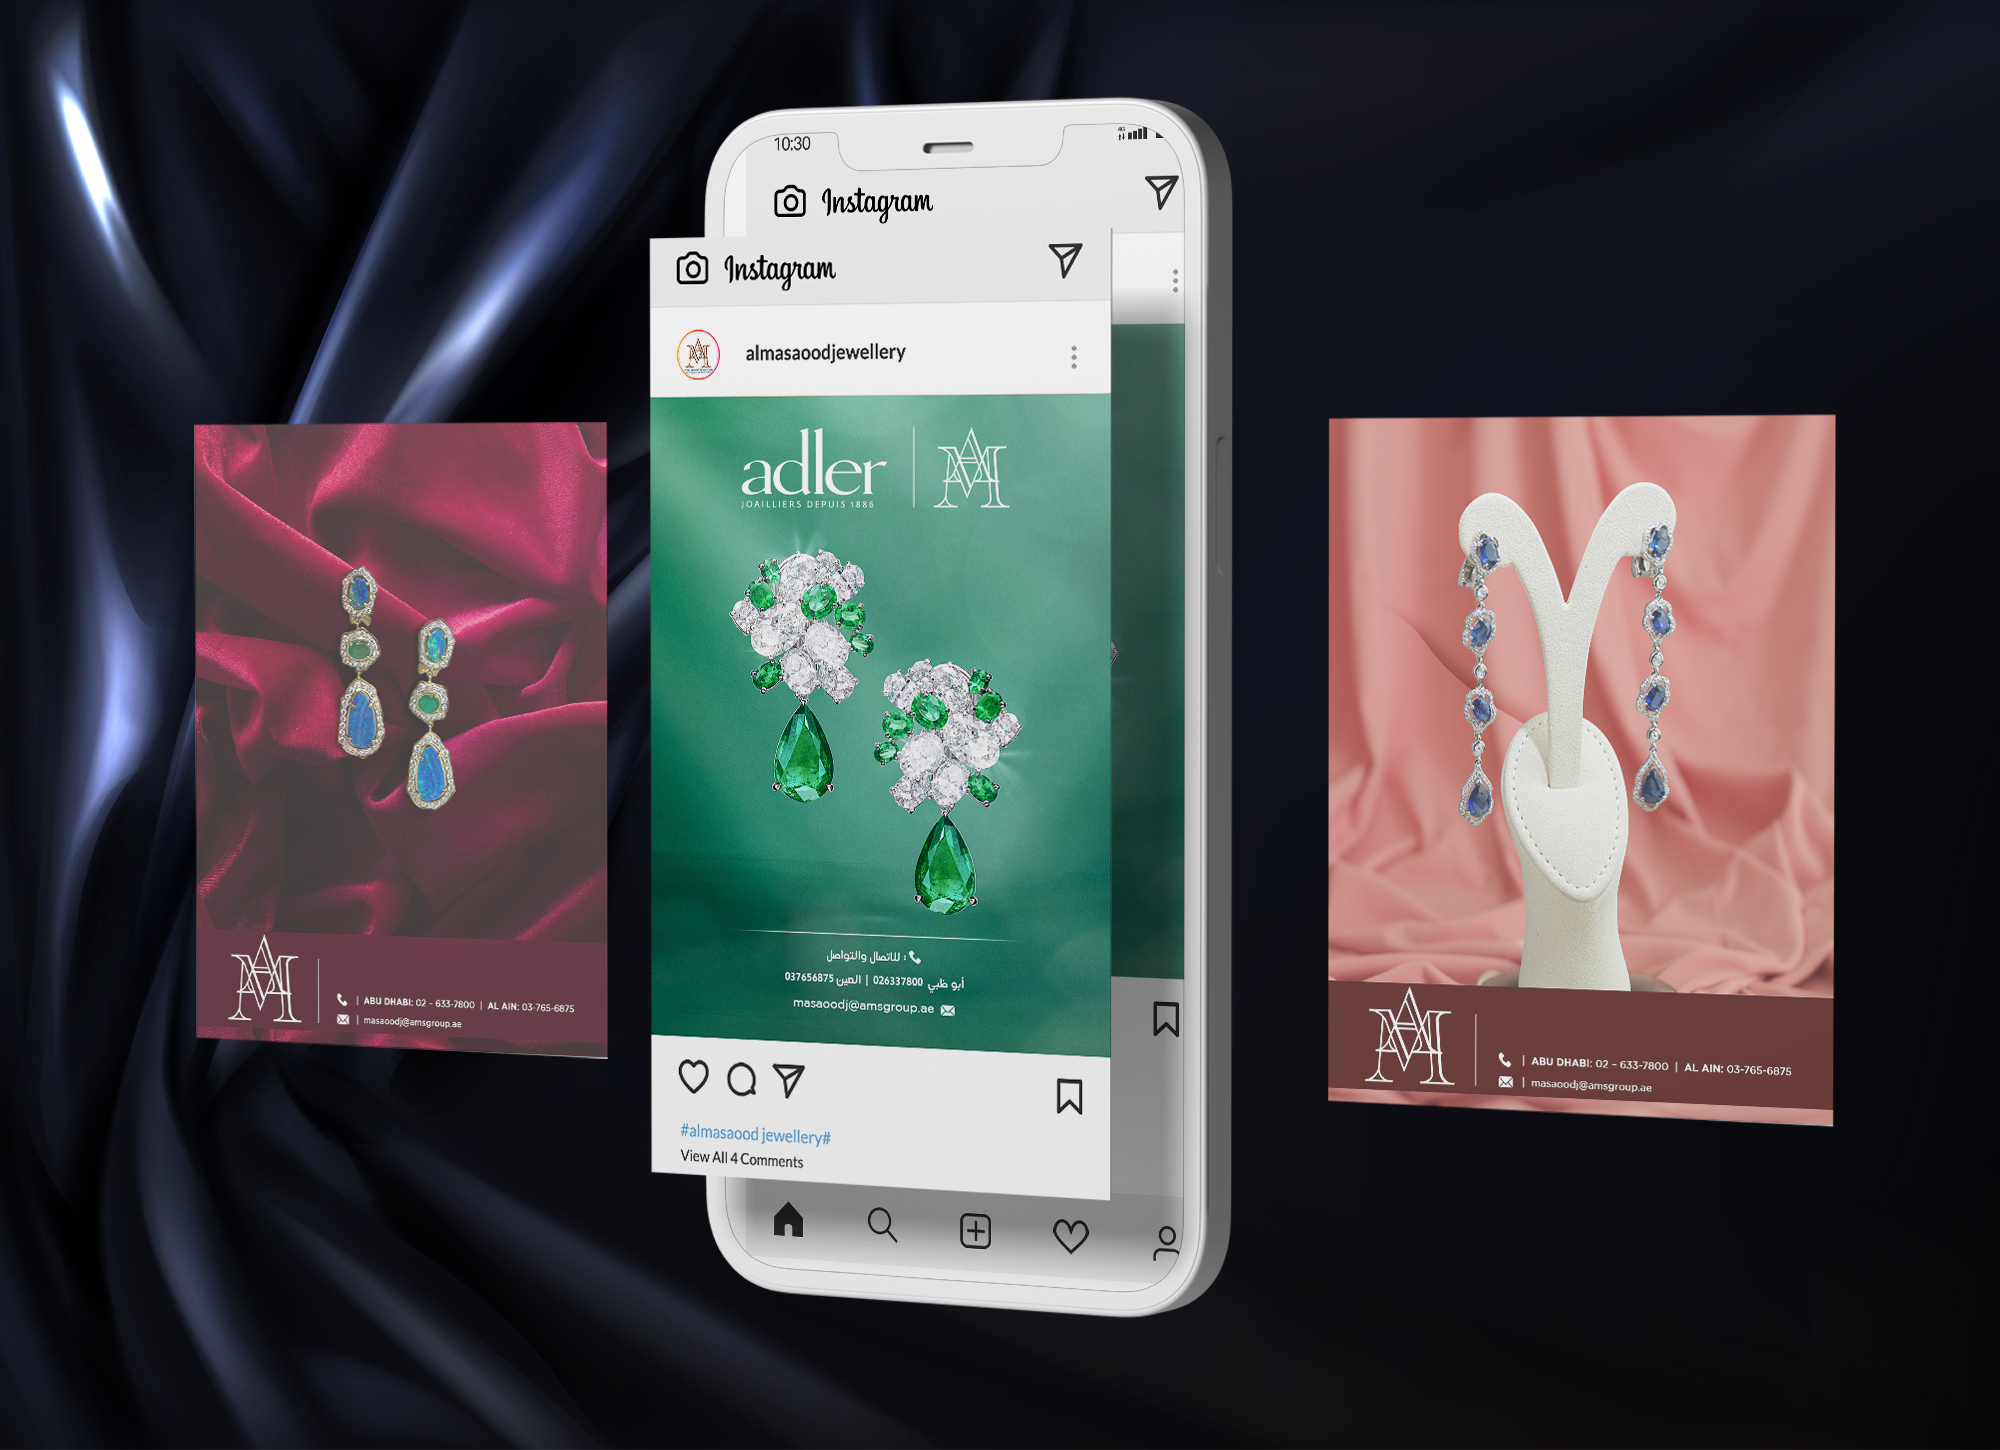 10:30
4G
Instagram
Instagram
almasaoodjewellery
adler
JOAILLIERS DEPUIS 1886
للاتصال والتواصل :
أبو ظبي 026337800 | العين 037656875
masaoodj@amsgroup.ae
#almasaood jewellery#
View All 4 Comments
| ABU DHABI: 02 - 633-7800 | AL AIN: 03-765-6875
| masaoodj@amsgroup.ae
| ABU DHABI: 02 - 633-7800 | AL AIN: 03-765-6875
| masaoodj@amsgroup.ae